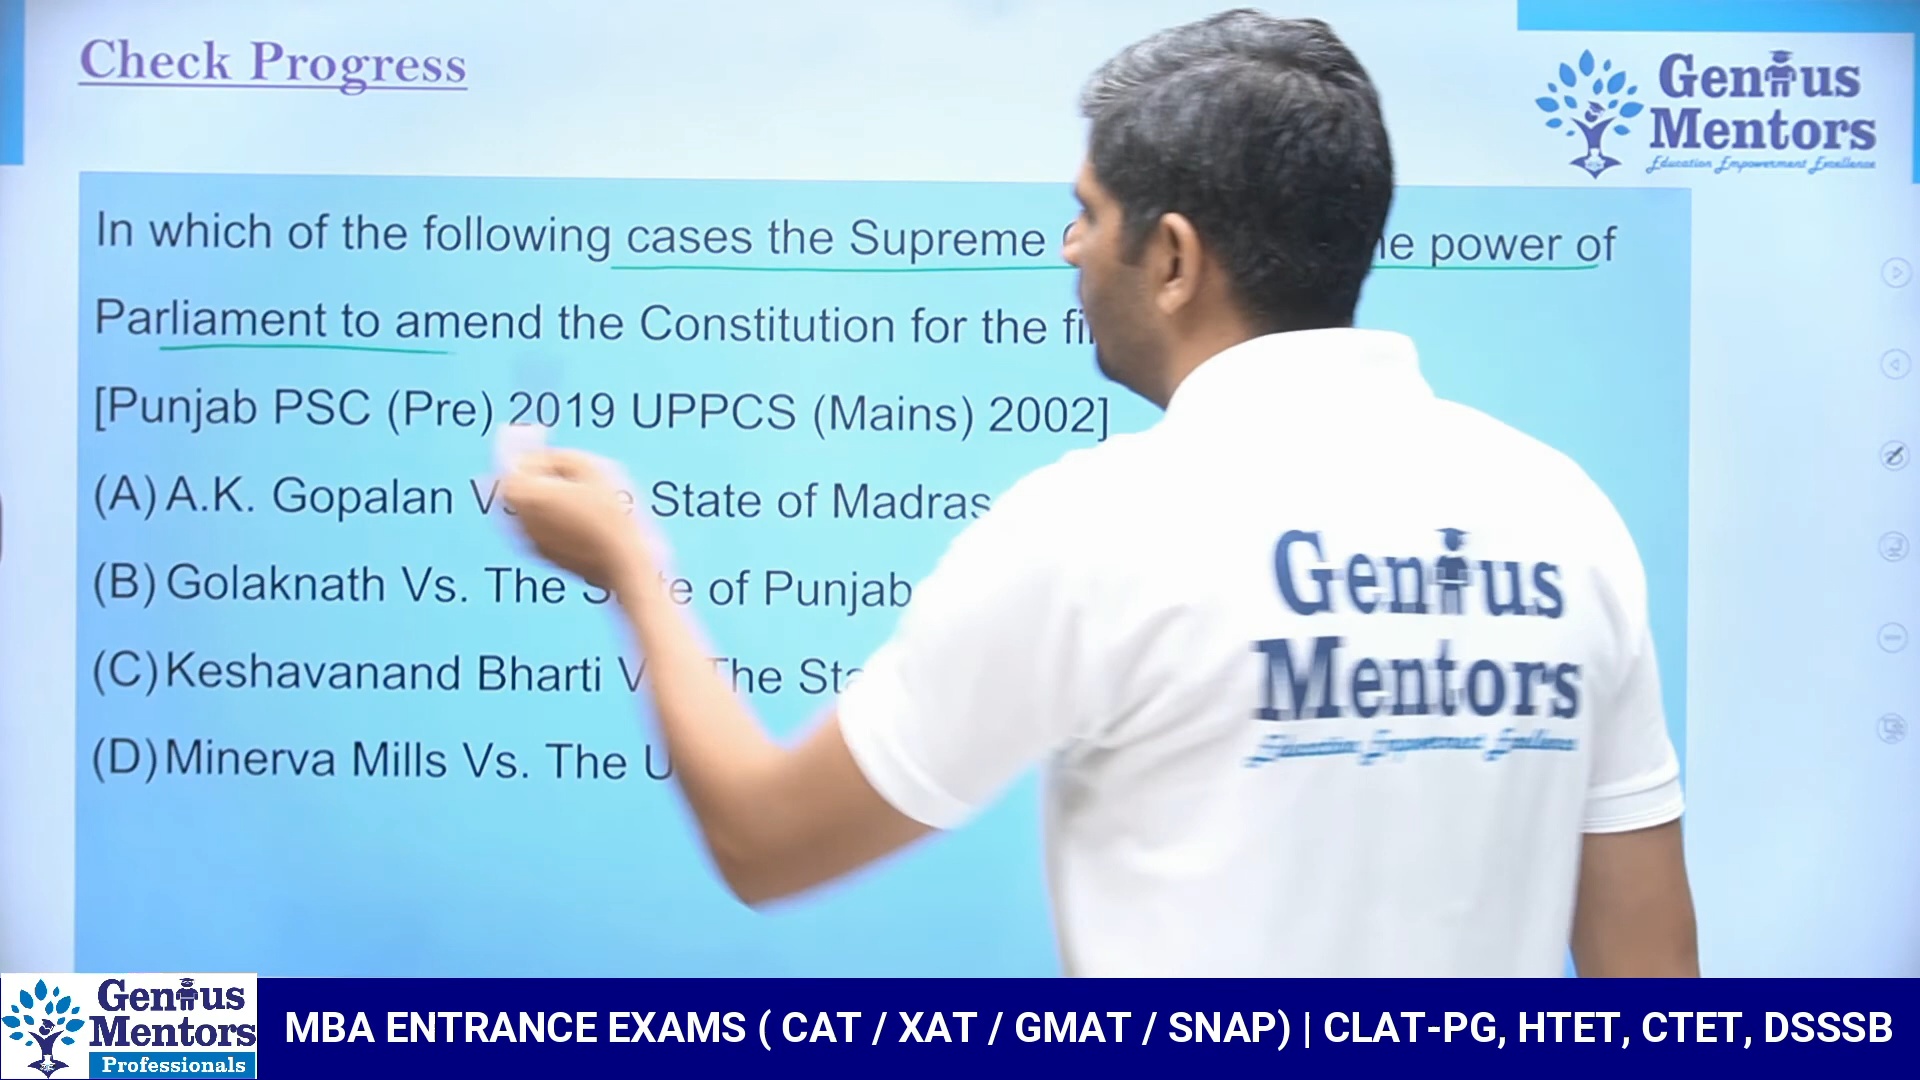 Check Progress
Genius
Mentors
Education Empowerment Excellence
In which of the following cases the Supreme power of
Parliament to amend the Constitution for the
[Punjab PSC (Pre) 2019 UPPCS (Mains) 2002]
(A) A.K. Gopalan State of Madras
(B) Golaknath Vs. The of Punjab
(C) Keshavanand Bharti
(D) Minerva Mills Vs. The
Genius
Mentors
Education Empowerment Excellence
Genius
Mentors
Professionals
MBA ENTRANCE EXAMS ( CAT / XAT / GMAT / SNAP) | CLAT-PG, HTET, CTET, DSSSB